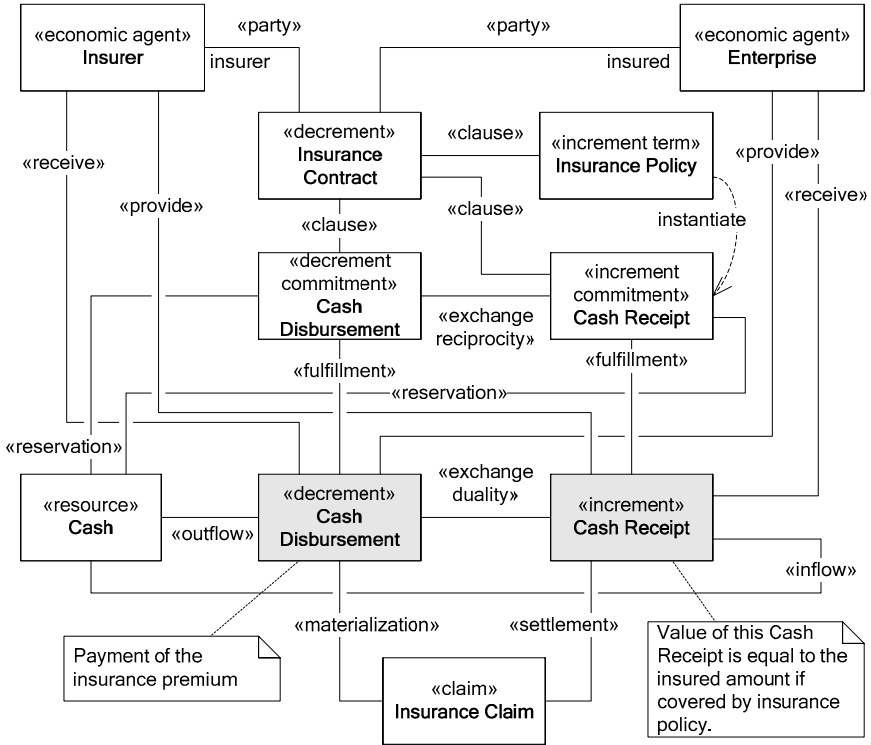 «economic agent»
Insurer
«party»
insurer
«party»
insured
«economic agent»
Enterprise
«decrement»
Insurance
Contract
«clause»
«increment term»
Insurance Policy
«receive»
«provide»
«provide»
«receive»
«clause»
«clause»
instantiate
«decrement
commitment»
Cash
Disbursement
«exchange
reciprocity»
«increment
commitment»
Cash Receipt
«fulfillment»
«fulfillment»
«reservation»
«reservation»
«resource»
Cash
«outflow»
«decrement»
Cash
Disbursement
«exchange
duality»
«increment»
Cash Receipt
«inflow»
«materialization»
«settlement»
Payment of the
insurance premium
«claim»
Insurance Claim
Value of this Cash
Receipt is equal to the
insured amount if
covered by insurance
policy.